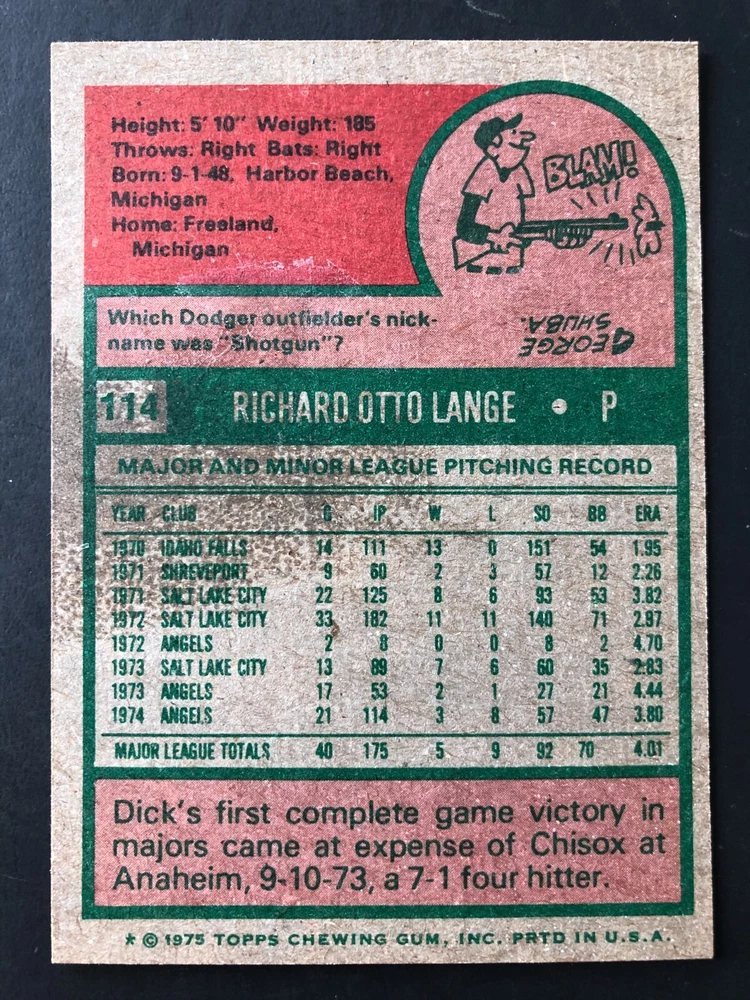 Height: 5' 10" Weight: 185
Throws: Right Bats: Right
Born: 9-1-48, Harbor Beach,
Michigan
Home: Freeland,
Michigan
BLAM!
Which Dodger outfielder's nick-
name was "Shotgun"?
GEORGE
SHUBA.
114 RICHARD OTTO LANGE • P
MAJOR AND MINOR LEAGUE PITCHING RECORD
YEAR CLUB G IP W L SO BB ERA
1970 IDAHO FALLS 14 111 13 0 151 54 1.95
1971 SHREVEPORT 9 60 2 3 57 12 2.26
1971 SALT LAKE CITY 22 125 8 6 93 53 3.82
1972 SALT LAKE CITY 33 182 11 11 140 71 2.97
1972 ANGELS 2 8 0 0 8 2 4.70
1973 SALT LAKE CITY 13 89 7 6 60 35 2.83
1973 ANGELS 17 53 2 1 27 21 4.44
1974 ANGELS 21 114 3 8 57 47 3.80
MAJOR LEAGUE TOTALS 40 175 5 9 92 70 4.01
Dick's first complete game victory in
majors came at expense of Chisox at
Anaheim, 9-10-73, a 7-1 four hitter.
* © 1975 TOPPS CHEWING GUM, INC. PRTD IN U.S.A.